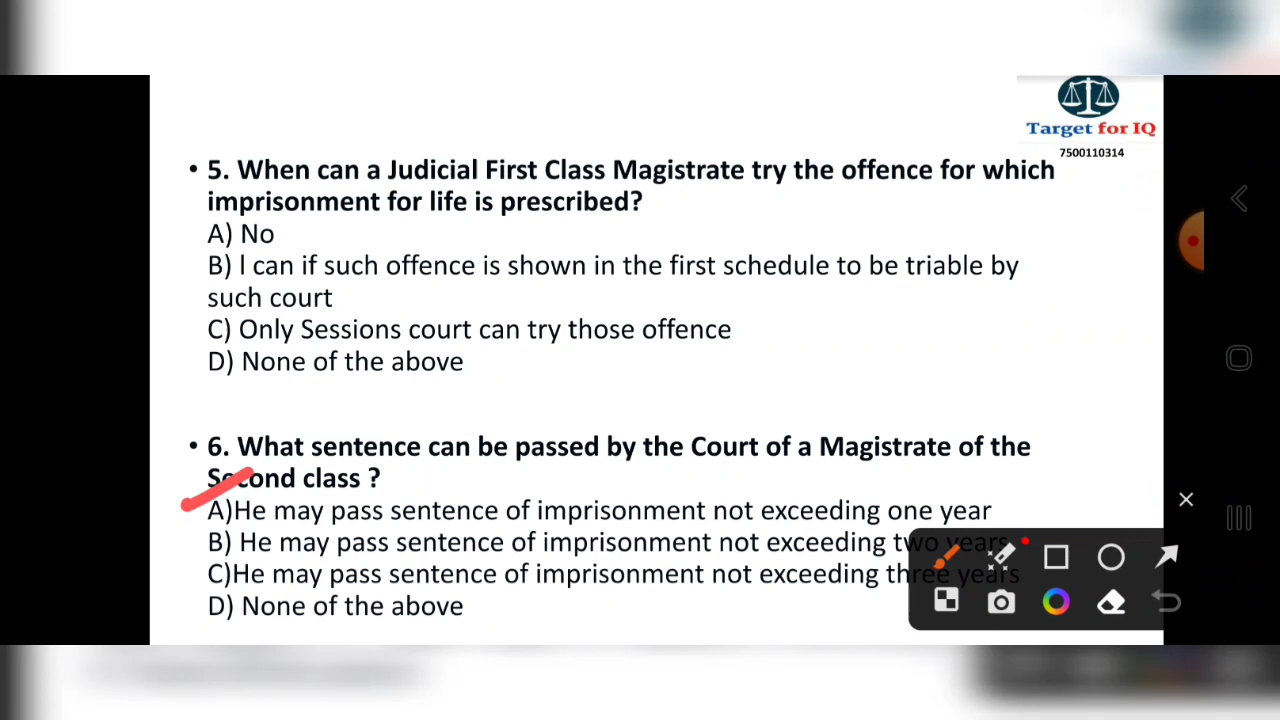 Target for IQ
7500110314
• 5. When can a Judicial First Class Magistrate try the offence for which
imprisonment for life is prescribed?
A) No
B) l can if such offence is shown in the first schedule to be triable by
such court
C) Only Sessions court can try those offence
D) None of the above
• 6. What sentence can be passed by the Court of a Magistrate of the
Second class ?
A)He may pass sentence of imprisonment not exceeding one year
B) He may pass sentence of imprisonment not exceeding two years
C)He may pass sentence of imprisonment not exceeding three years
D) None of the above